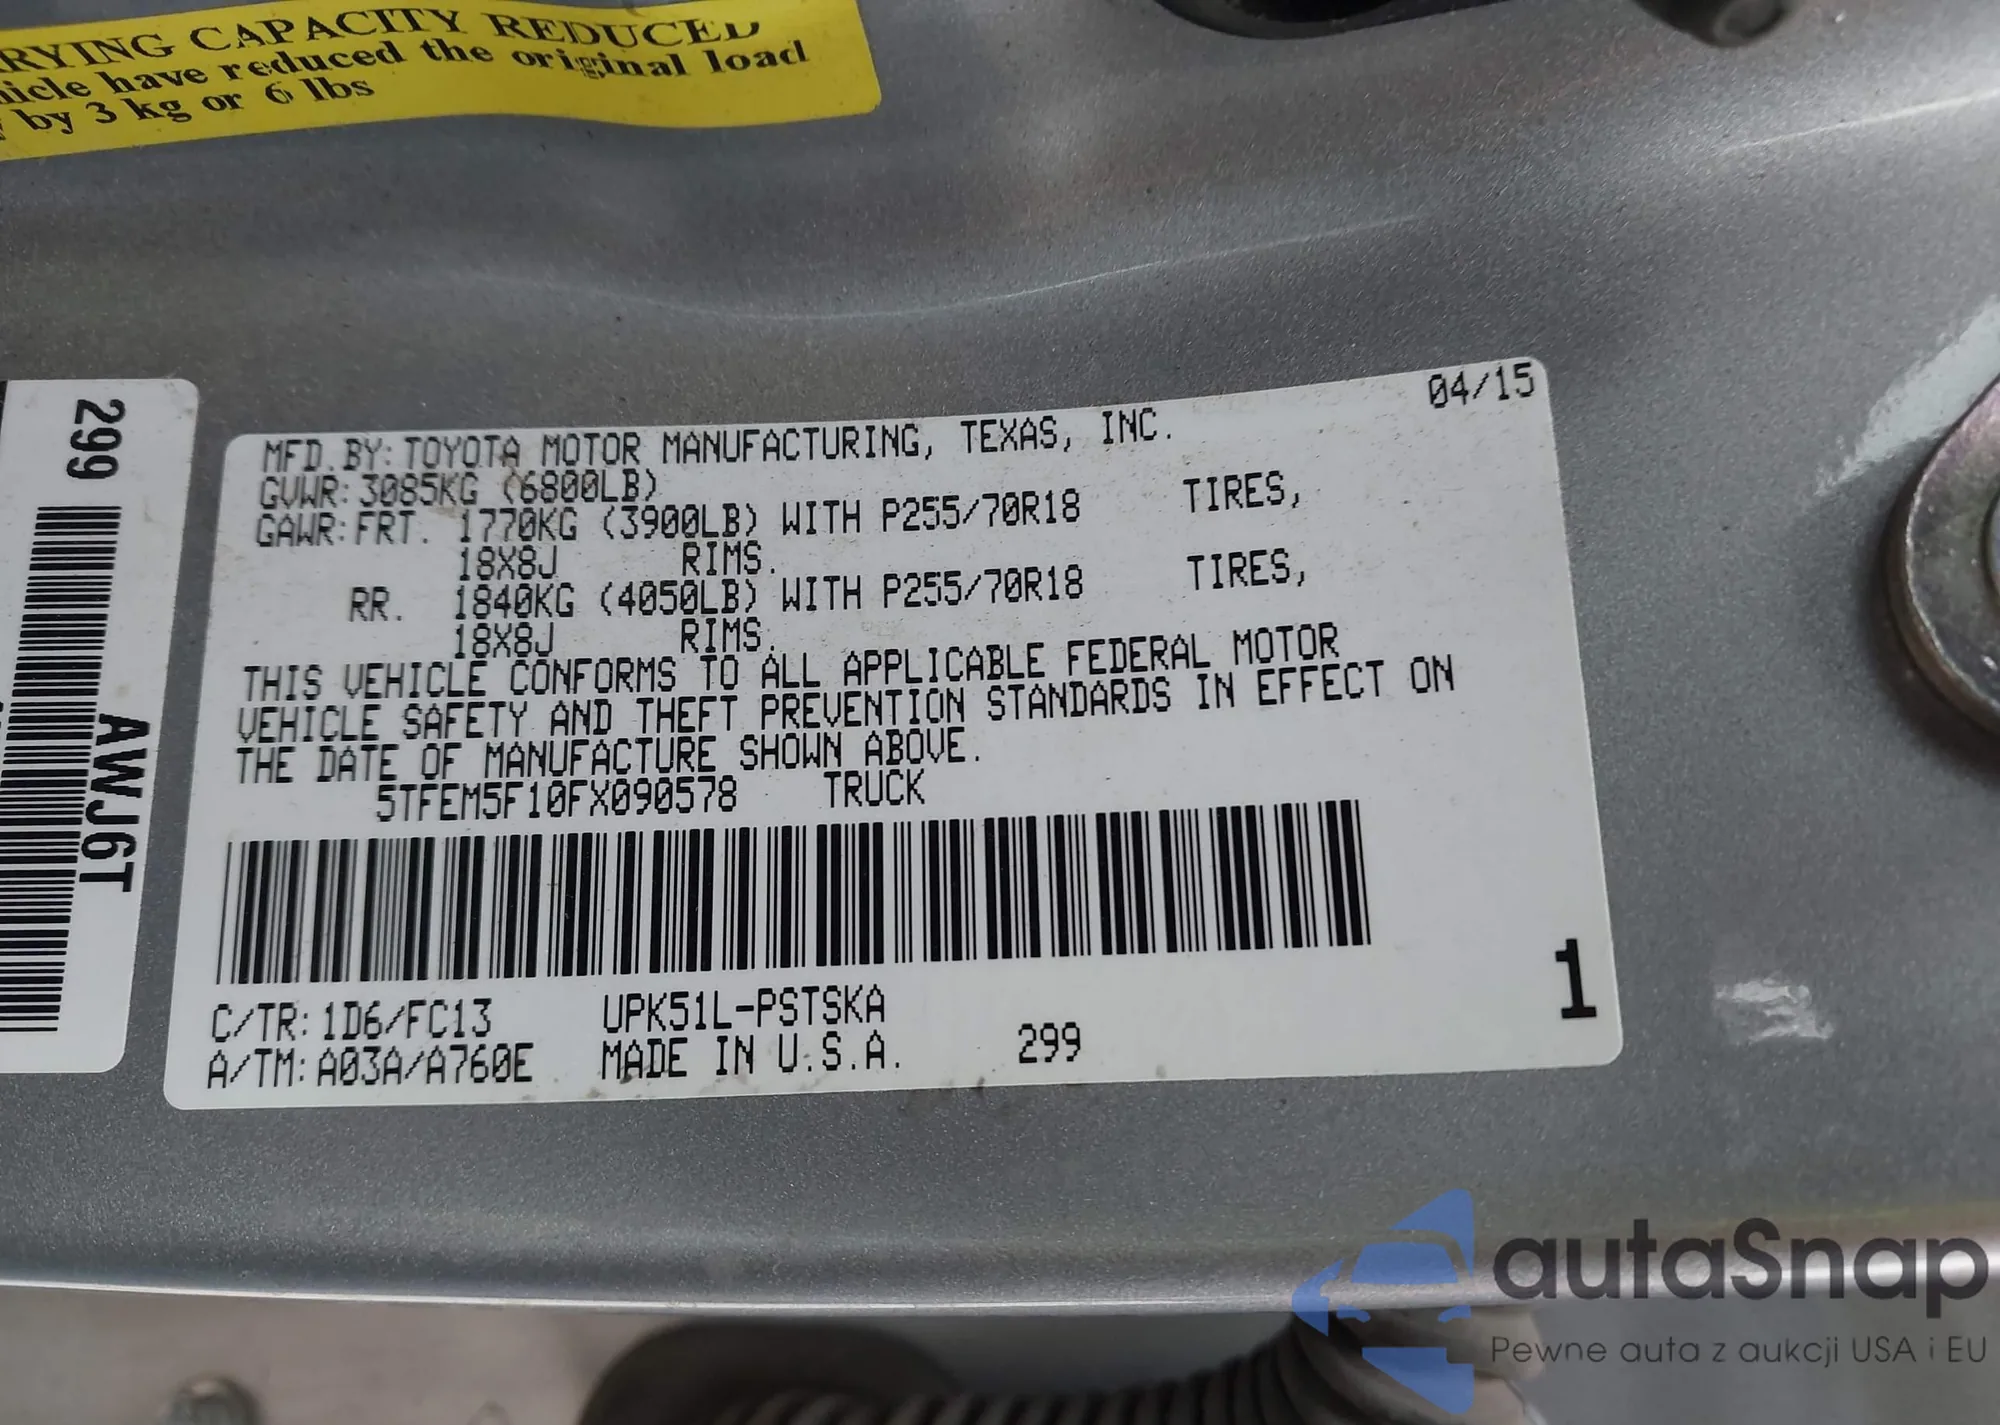 RYING CAPACITY REDUCED
hicle have reduced the original load
by 3 kg or 6 lbs
299
AWJ6T
04/15
MFD.BY:TOYOTA MOTOR MANUFACTURING, TEXAS, INC.
GVWR:3085KG (6800LB)
GAWR:FRT. 1770KG (3900LB) WITH P255/70R18 TIRES,
18X8J RIMS.
RR. 1840KG (4050LB) WITH P255/70R18 TIRES,
18X8J RIMS.
THIS VEHICLE CONFORMS TO ALL APPLICABLE FEDERAL MOTOR
VEHICLE SAFETY AND THEFT PREVENTION STANDARDS IN EFFECT ON
THE DATE OF MANUFACTURE SHOWN ABOVE.
5TFEM5F10FX090578 TRUCK
C/TR:1D6/FC13 UPK51L-PSTSKA
A/TM:A03A/A760E MADE IN U.S.A. 299
1
autaSnap
Pewne auta z aukcji USA i EU